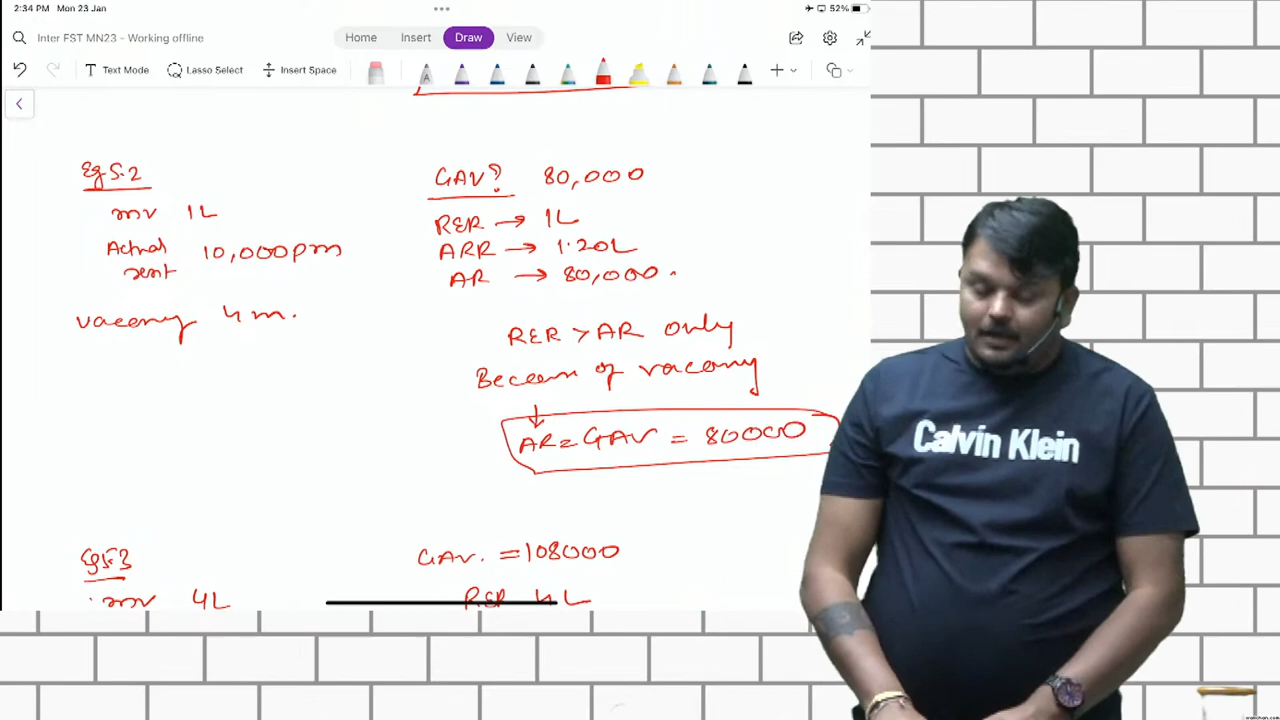 2:34 PM Mon 23 Jan
52%
Inter FST MN23 - Working offline
Home Insert Draw View
Text Mode Lasso Select Insert Space
Eg 5.2
mv 1L
Actual rent 10,000 pm
vacancy 4 m.
GAV? 80,000
RER → 1L
ARR → 1.20L
AR → 80,000
RER > AR only
Because of vacancy
AR = GAV = 80000
Eg 5.3
mv 4L
GAV. = 108000
RER 4L
Calvin Klein